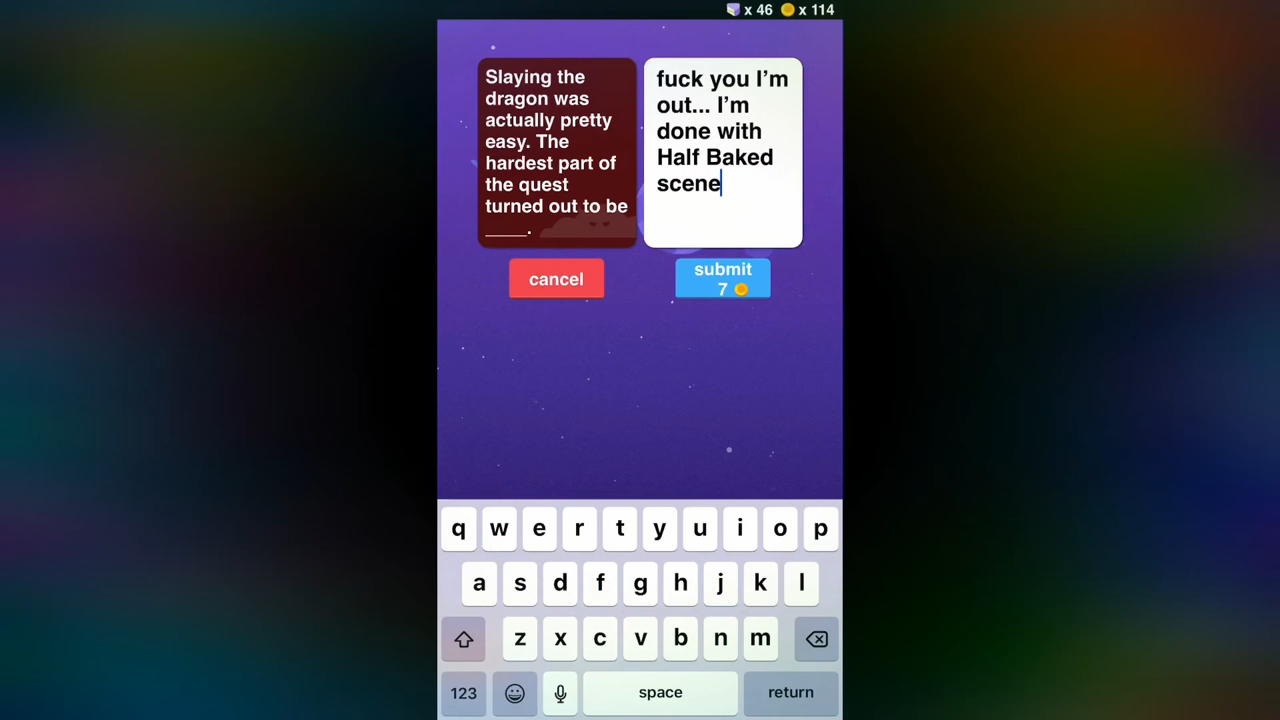 x 46 x 114
Slaying the
dragon was
actually pretty
easy. The
hardest part of
the quest
turned out to be
_____.
fuck you I'm
out... I'm
done with
Half Baked
scene
cancel
submit
7
q w e r t y u i o p
a s d f g h j k l
z x c v b n m
123 space return